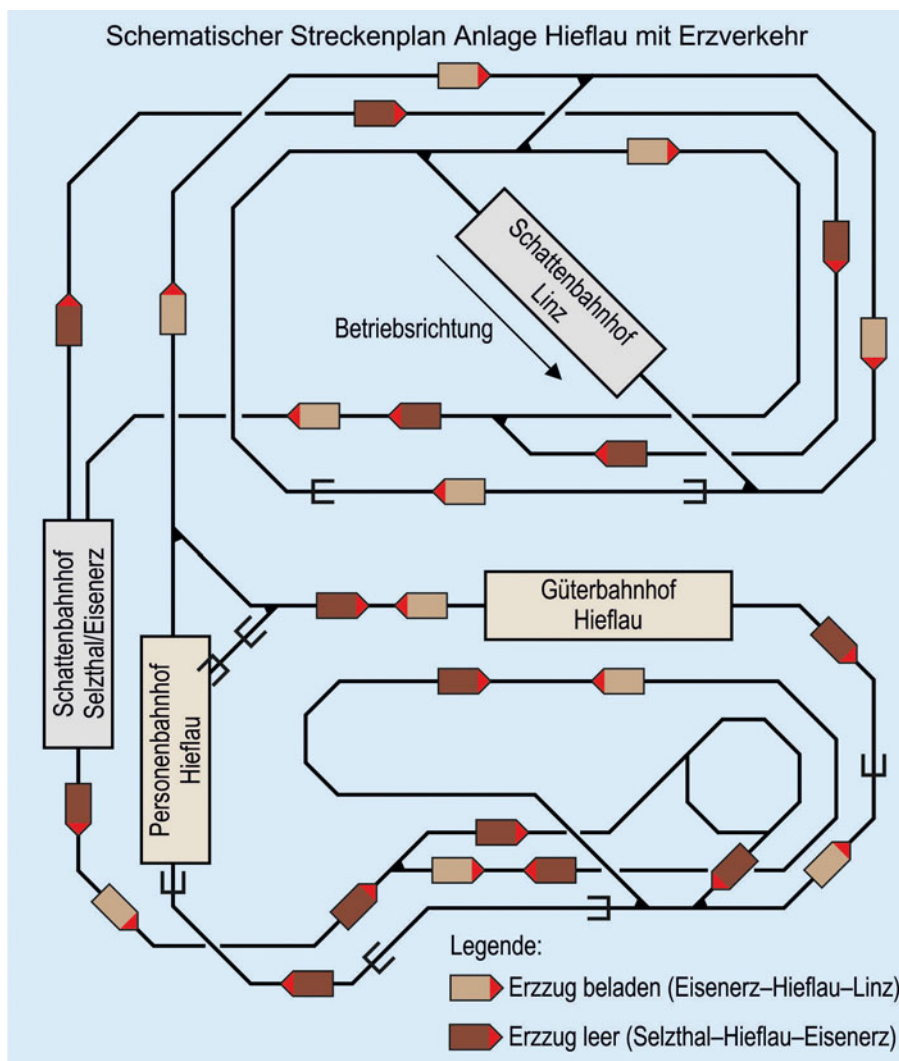 Schematischer Streckenplan Anlage Hieflau mit Erzverkehr
Schattenbahnhof
Linz
Betriebsrichtung
Schattenbahnhof
Selzthal/Eisenerz
Personenbahnhof
Hieflau
Güterbahnhof
Hieflau
Legende:
Erzzug beladen (Eisenerz–Hieflau–Linz)
Erzzug leer (Selzthal–Hieflau–Eisenerz)